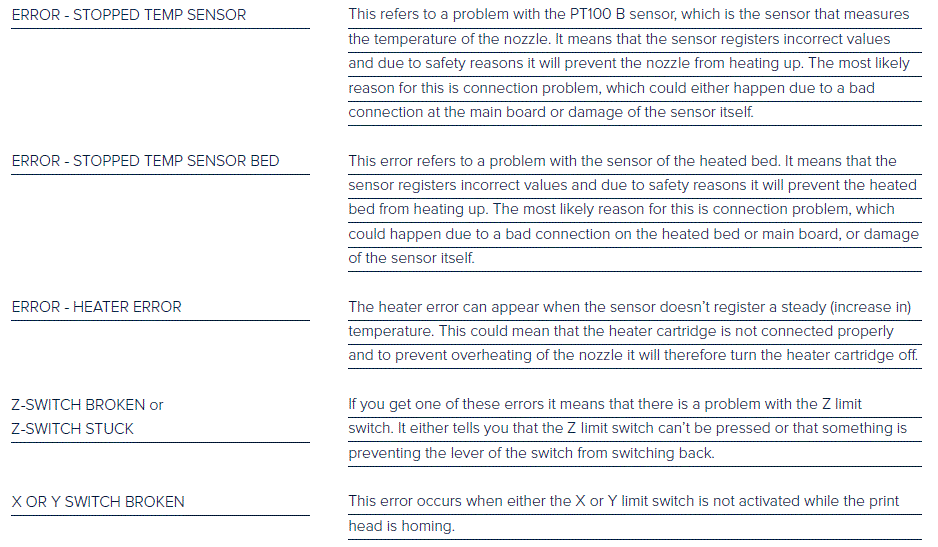 ERROR - STOPPED TEMP SENSOR
This refers to a problem with the PT100 B sensor, which is the sensor that measures
the temperature of the nozzle. It means that the sensor registers incorrect values
and due to safety reasons it will prevent the nozzle from heating up. The most likely
reason for this is connection problem, which could either happen due to a bad
connection at the main board or damage of the sensor itself.
ERROR - STOPPED TEMP SENSOR BED
This error refers to a problem with the sensor of the heated bed. It means that the
sensor registers incorrect values and due to safety reasons it will prevent the heated
bed from heating up. The most likely reason for this is connection problem, which
could happen due to a bad connection on the heated bed or main board, or damage
of the sensor itself.
ERROR - HEATER ERROR
The heater error can appear when the sensor doesn't register a steady (increase in)
temperature. This could mean that the heater cartridge is not connected properly
and to prevent overheating of the nozzle it will therefore turn the heater cartridge off.
Z-SWITCH BROKEN or
Z-SWITCH STUCK
If you get one of these errors it means that there is a problem with the Z limit
switch. It either tells you that the Z limit switch can't be pressed or that something is
preventing the lever of the switch from switching back.
X OR Y SWITCH BROKEN
This error occurs when either the X or Y limit switch is not activated while the print
head is homing.